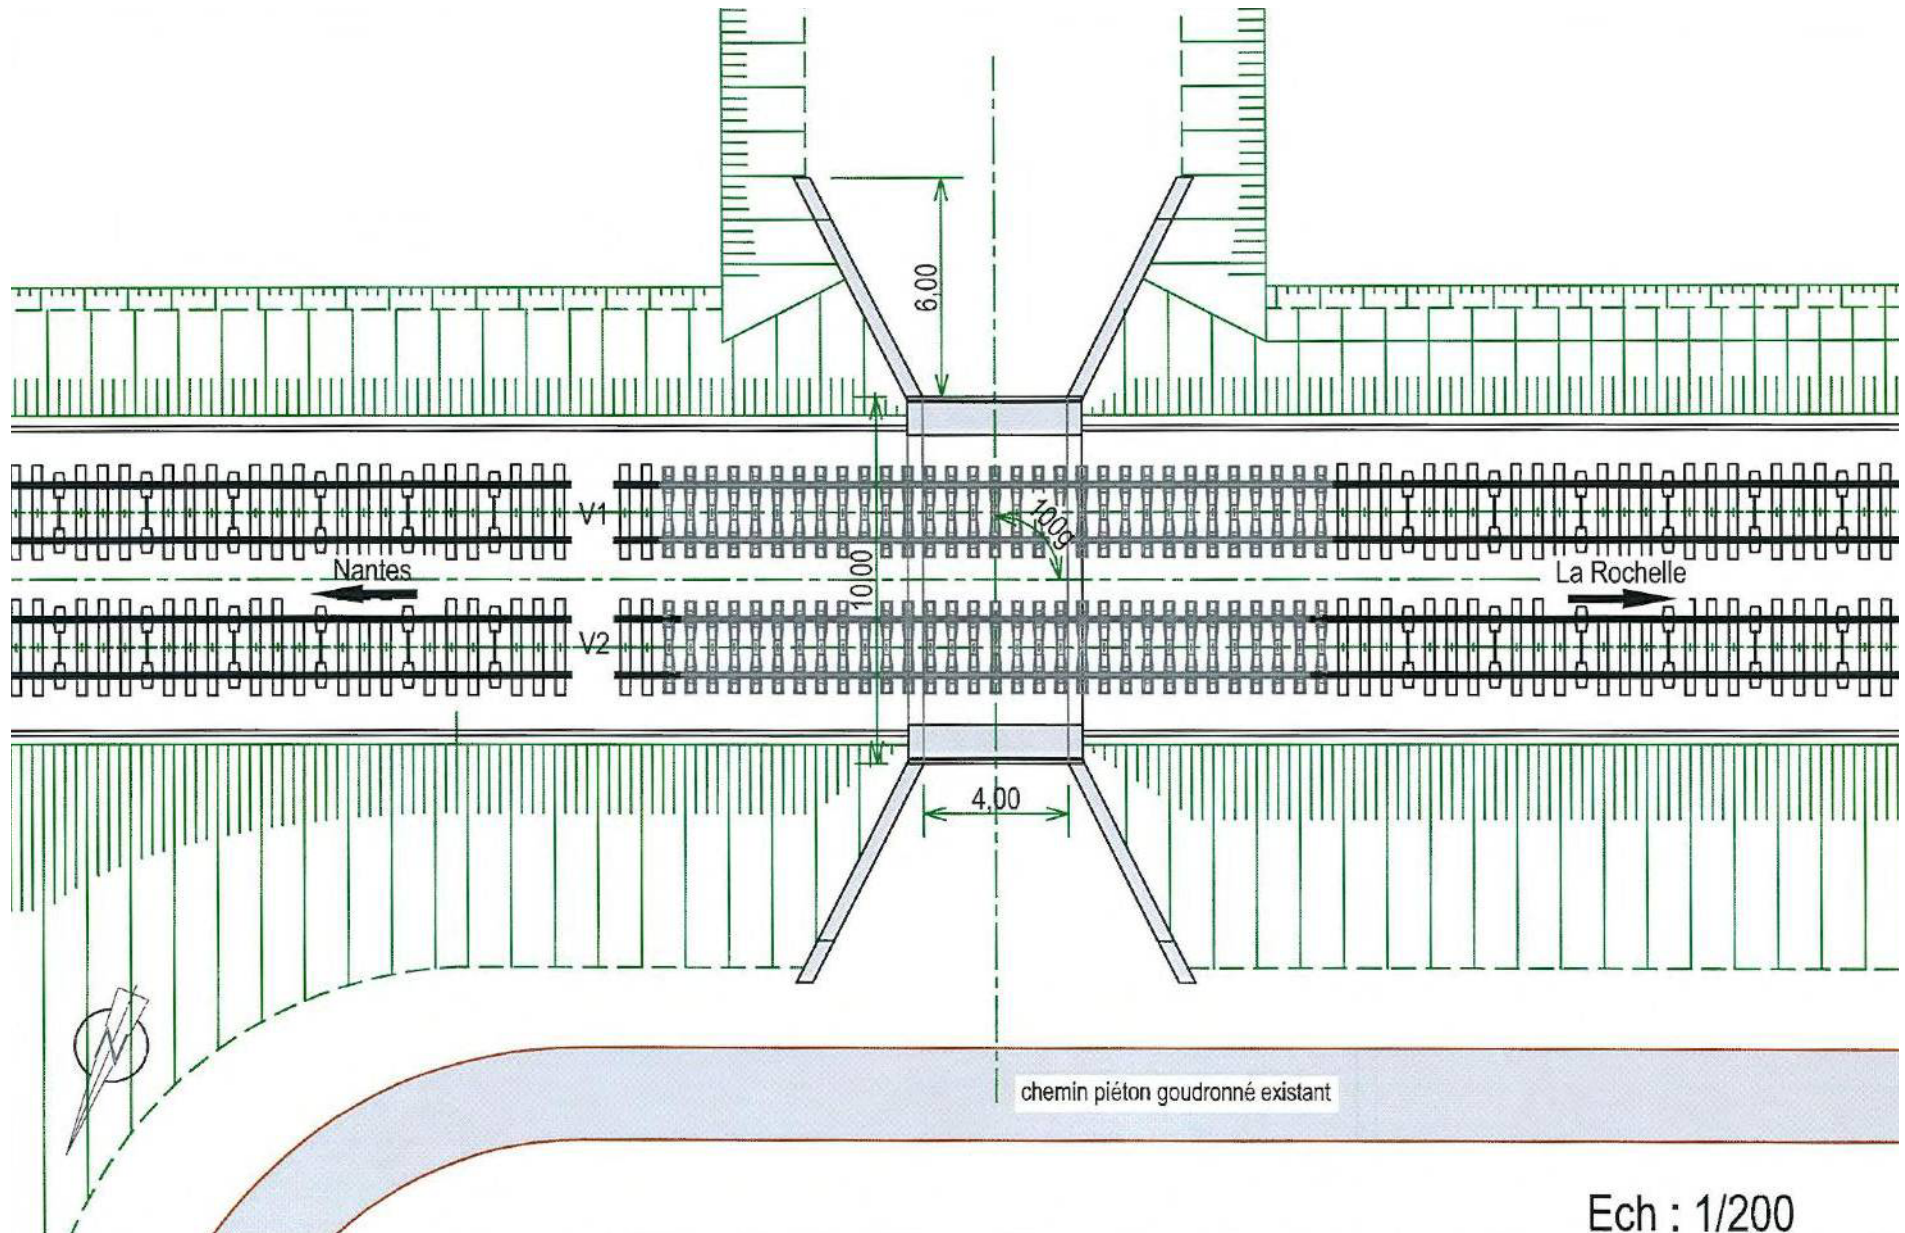 6,00
V1
100g
Nantes
10,00
La Rochelle
V2
4,00
N
chemin piéton goudronné existant
Ech : 1/200